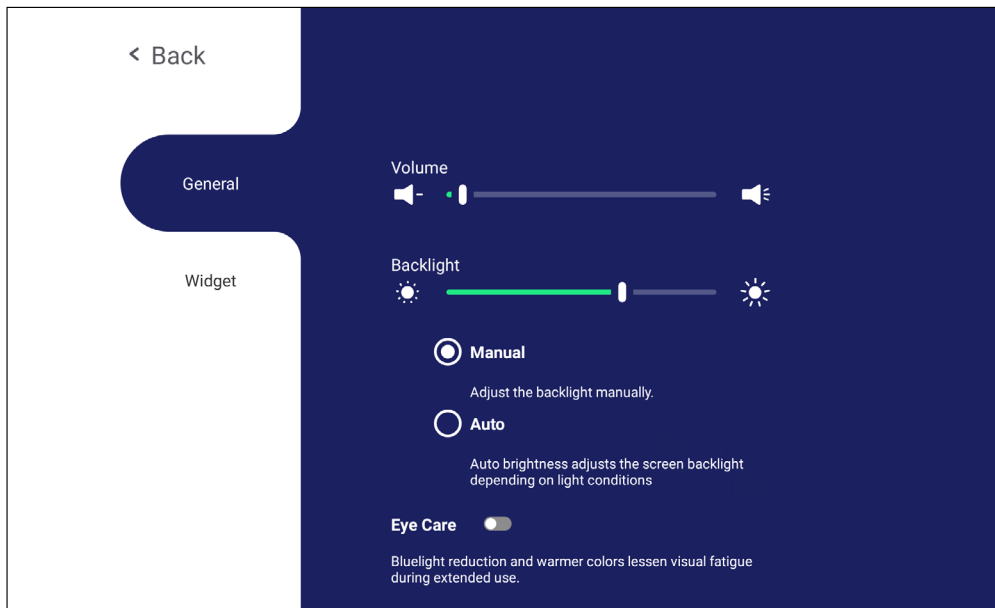 Back
General
Widget
Volume
Backlight
Manual
Adjust the backlight manually.
Auto
Auto brightness adjusts the screen backlight
depending on light conditions
Eye Care
Bluelight reduction and warmer colors lessen visual fatigue
during extended use.